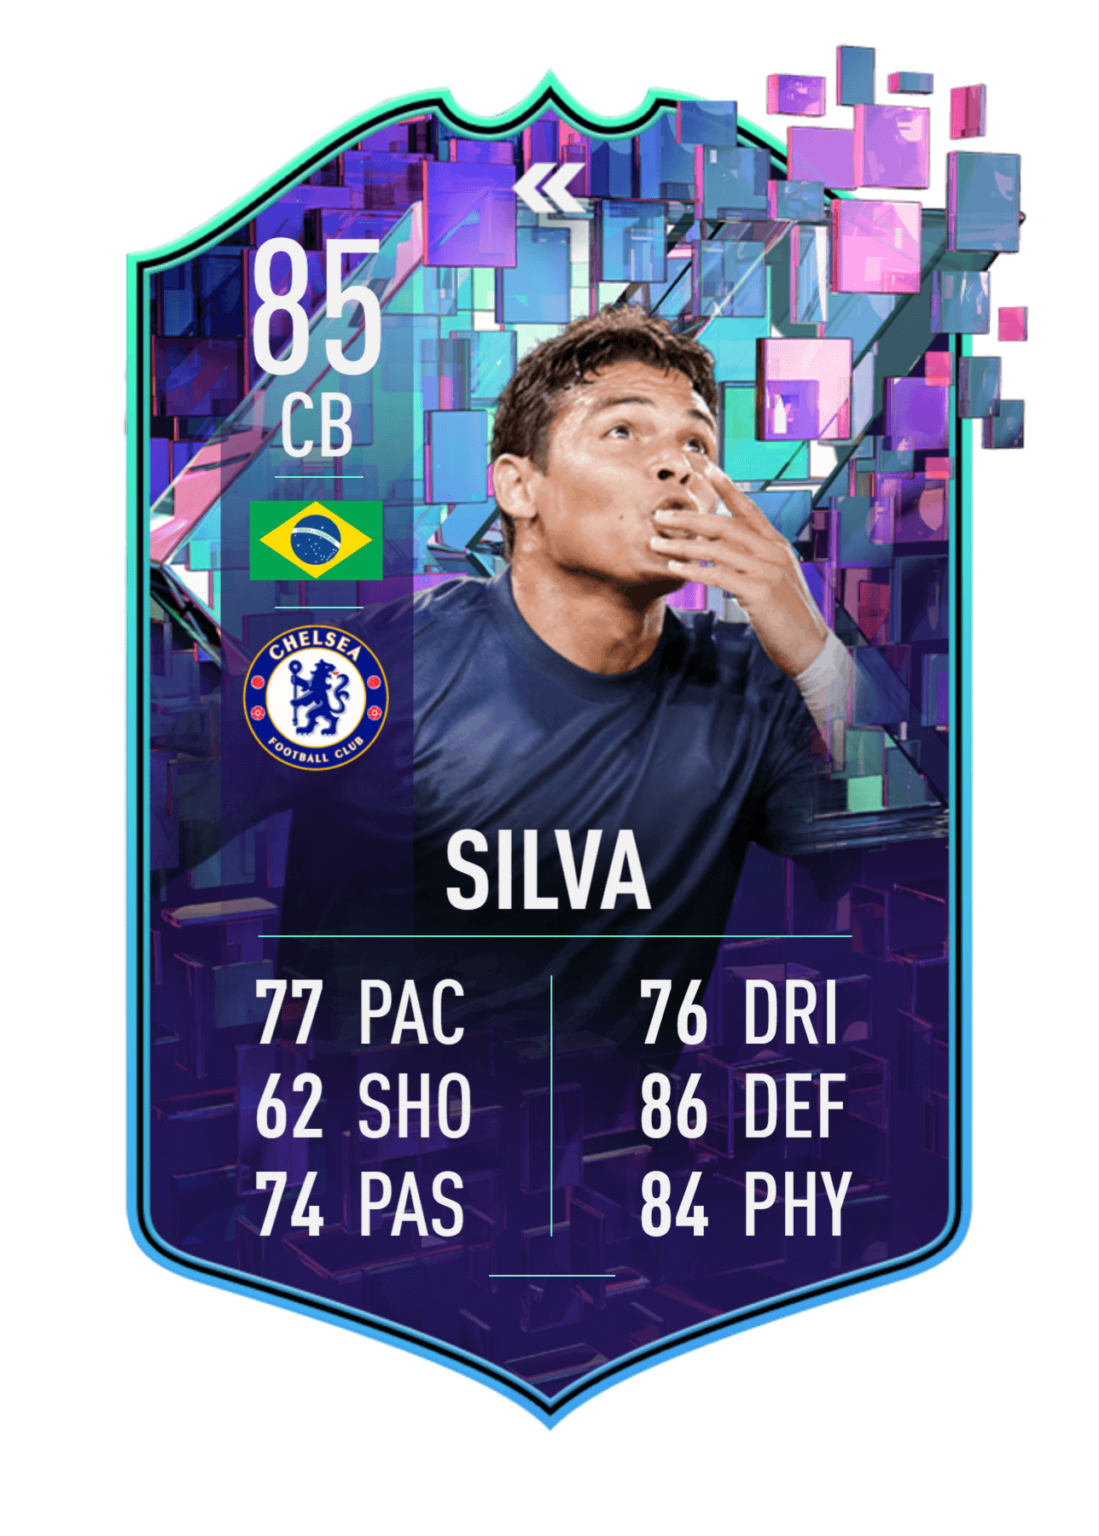 85
CB
CHELSEA
FOOTBALL CLUB
SILVA
77 PAC
76 DRI
62 SHO
86 DEF
74 PAS
84 PHY